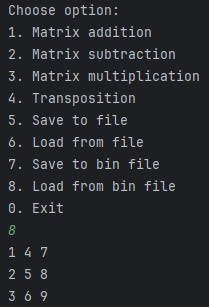 Choose option:
1. Matrix addition
2. Matrix subtraction
3. Matrix multiplication
4. Transposition
5. Save to file
6. Load from file
7. Save to bin file
8. Load from bin file
0. Exit
8
1 4 7
2 5 8
3 6 9